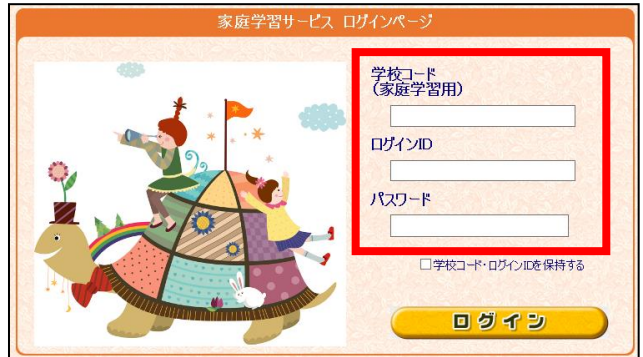 家庭学習サービス ログインページ
学校コード
(家庭学習用)
ログインID
パスワード
学校コード・ログインIDを保持する
ログイン